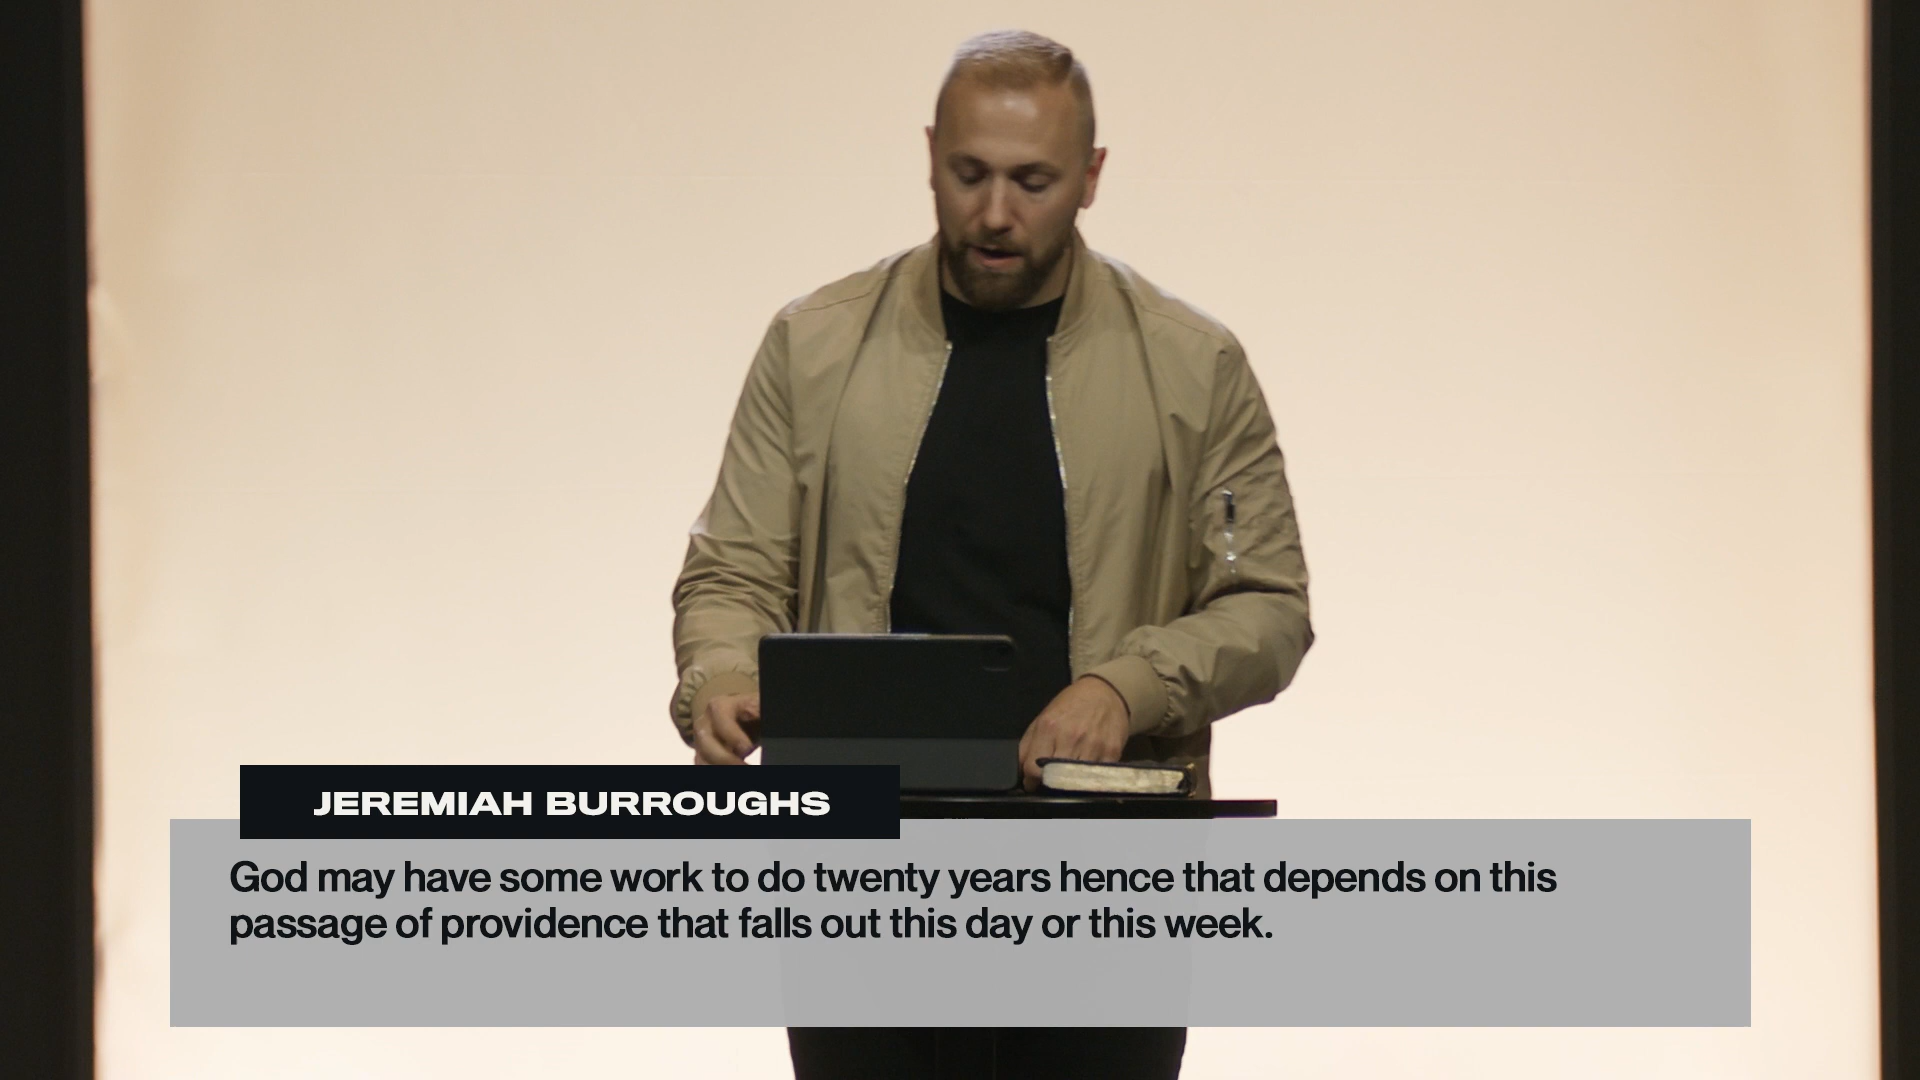 JEREMIAH BURROUGHS
God may have some work to do twenty years hence that depends on this
passage of providence that falls out this day or this week.